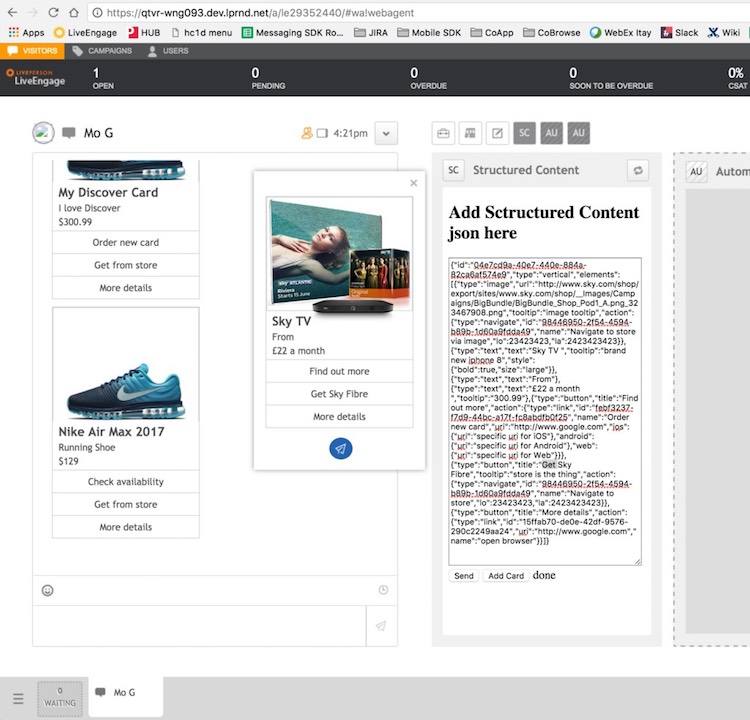 https://qtvr-wng093.dev.lprnd.net/a/le29352440/#wa!webagent
Apps LivEngage HUB hc1d menu Messaging SDK Ro... JIRA Mobile SDK CoApp CoBrowse WebEx Itay Slack Wiki
VISITORS CAMPAIGNS USERS
LIVEPERSON
LiveEngage
1 0 0 0 0%
OPEN PENDING OVERDUE SOON TO BE OVERDUE CSAT
Mo G
4:21pm
SC AU AU
My Discover Card
I love Discover
$300.99
Order new card
Get from store
More details
Nike Air Max 2017
Running Shoe
$129
Check availability
Get from store
More details
×
sky ATLANTIC
Riviera
Starts 15 June
Original
Sky TV
From
£22 a month
Find out more
Get Sky Fibre
More details
SC Structured Content
Add Sctructured Content
json here
{"id":"04e7cd9a-40e7-440e-884a-
82ca6af574e9","type":"vertical","elements":
[{"type":"image","url":"http://www.sky.com/shop/
export/sites/www.sky.com/shop/__Images/Camp
aigns/BigBundle/BigBundle_Shop_Pod1_A.png_32
3467908.png","tooltip":"image tooltip","action":
{"type":"navigate","id":"98446950-2f54-4594-
b89b-1d60a9fdda49","name":"Navigate to store
via image","lo":23423423,"la":2423423423}},
{"type":"text","text":"Sky TV ","tooltip":"brand
new iphone 8","style":
{"bold":true,"size":"large"}},
{"type":"text","text":"From"},
{"type":"text","text":"£22 a month
","tooltip":"300.99"},{"type":"button","title":"Find
out more","action":{"type":"link","id":"febf3237-
f7d9-44bc-a17f-fc8abdfb0f25","name":"Order
new card","uri":"http://www.google.com","ios":
{"uri":"specific uri for iOS"},"android":
{"uri":"specific uri for Android"},"web":
{"uri":"specific uri for Web"}}},
{"type":"button","title":"Get Sky
Fibre","tooltip":"store is the thing","action":
{"type":"navigate","id":"98446950-2f54-4594-
b89b-1d60a9fdda49","name":"Navigate to
store","lo":23423423,"la":2423423423}},
{"type":"button","title":"More details","action":
{"type":"link","id":"15ffab70-de0e-42df-9576-
290c2249aa24","uri":"http://www.google.com","
name":"open browser"}}]}
Send Add Card done
AU Autom
0
WAITING
Mo G